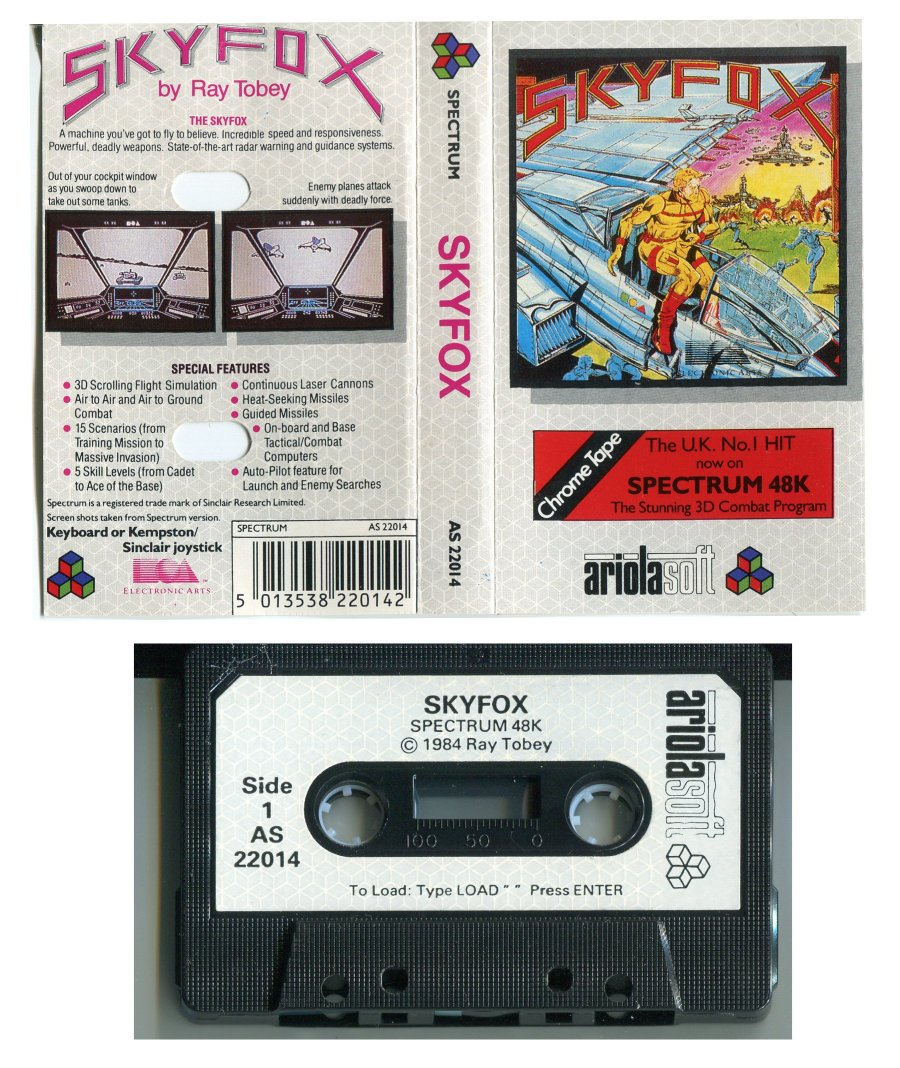 SKYFOX
by Ray Tobey
THE SKYFOX
A machine you've got to fly to believe. Incredible speed and responsiveness.
Powerful, deadly weapons. State-of-the-art radar warning and guidance systems.
Out of your cockpit window
as you swoop down to
take out some tanks.
Enemy planes attack
suddenly with deadly force.
SPECIAL FEATURES
● 3D Scrolling Flight Simulation
● Air to Air and Air to Ground
Combat
● 15 Scenarios (from
Training Mission to
Massive Invasion)
● 5 Skill Levels (from Cadet
to Ace of the Base)
● Continuous Laser Cannons
● Heat-Seeking Missiles
● Guided Missiles
● On-board and Base
Tactical/Combat
Computers
● Auto-Pilot feature for
Launch and Enemy Searches
Spectrum is a registered trade mark of Sinclair Research Limited.
Screen shots taken from Spectrum version.
Keyboard or Kempston/
Sinclair joystick
ELECTRONIC ARTS
™
SPECTRUM AS 22014
5 013538 220142
SPECTRUM
SKYFOX
AS 22014
SKYFOX
ELECTRONIC ARTS
Chrome Tape
The U.K. No.1 HIT
now on
SPECTRUM 48K
The Stunning 3D Combat Program
ariolasoft
SKYFOX
SPECTRUM 48K
© 1984 Ray Tobey
Side
1
AS
22014
100 50 0
To Load: Type LOAD " " Press ENTER
ariolasoft